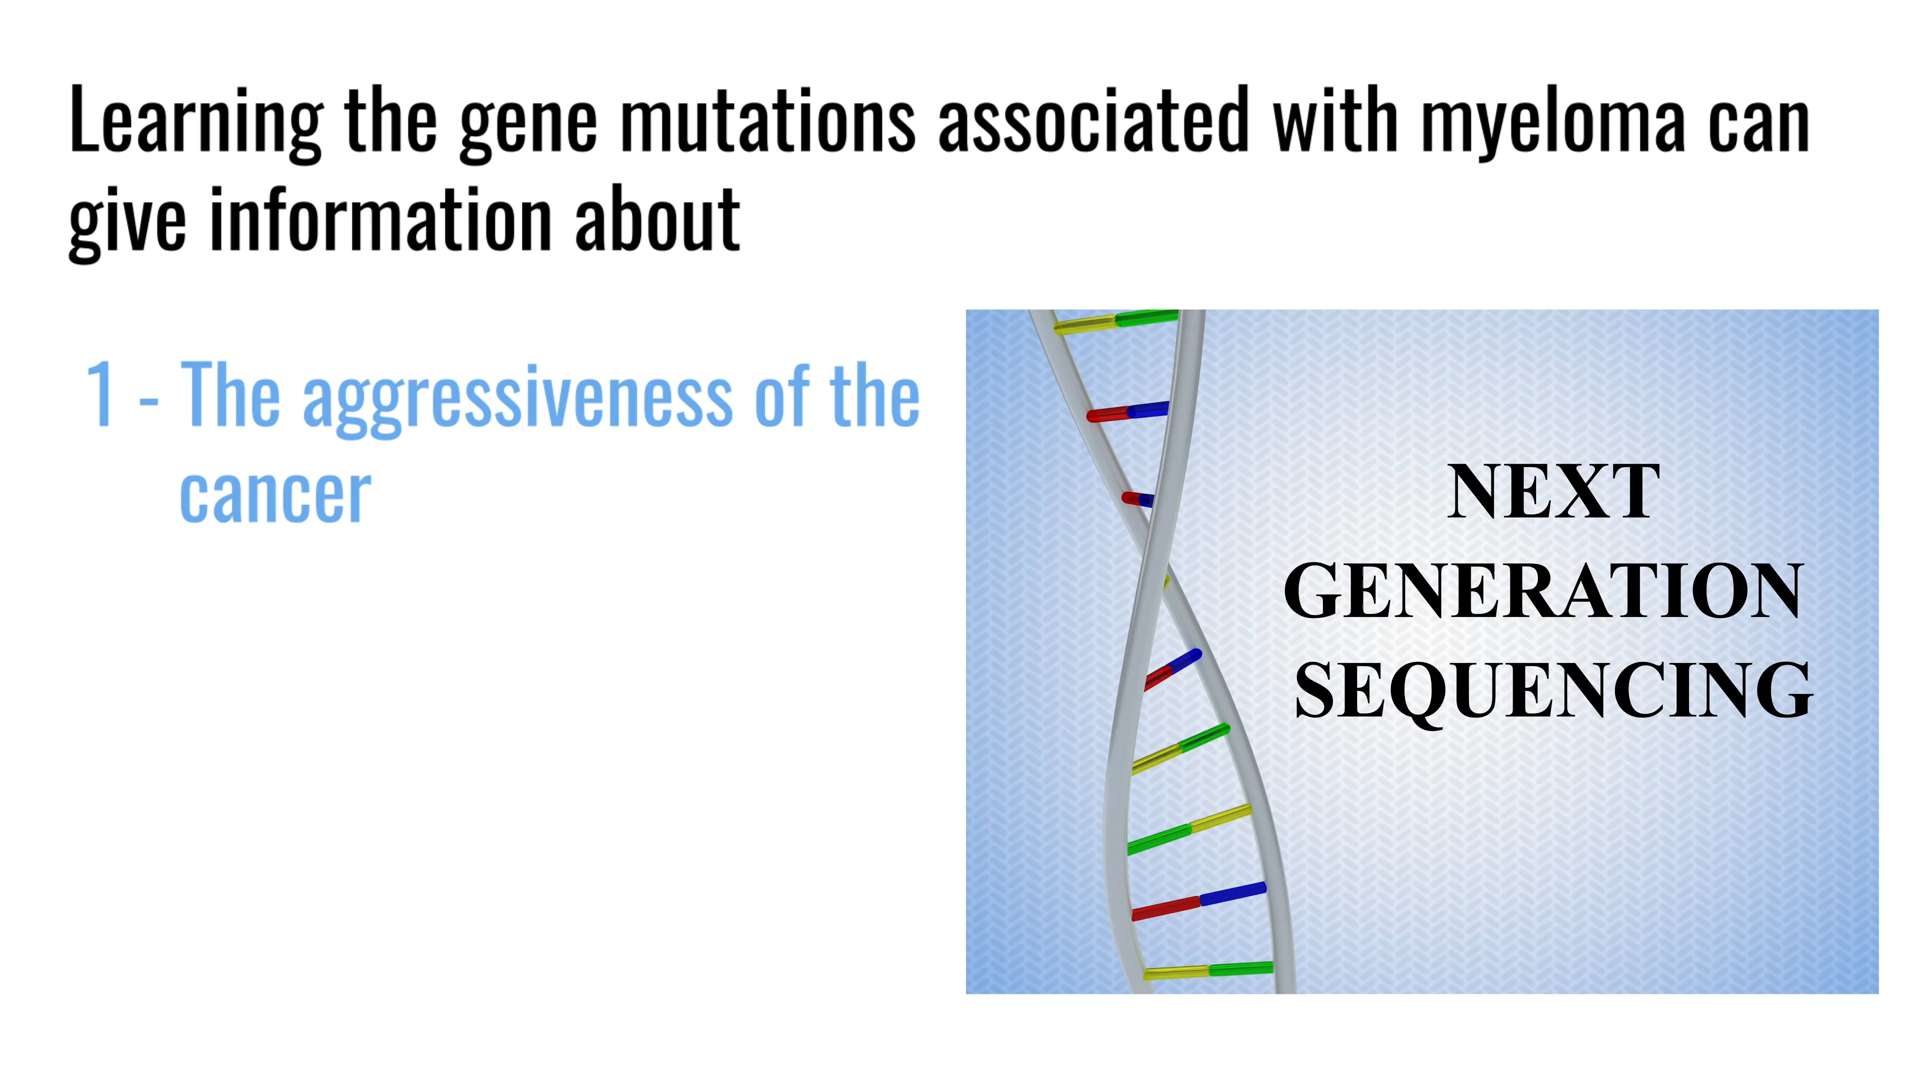 Learning the gene mutations associated with myeloma can
give information about
1 - The aggressiveness of the
cancer
NEXT
GENERATION
SEQUENCING